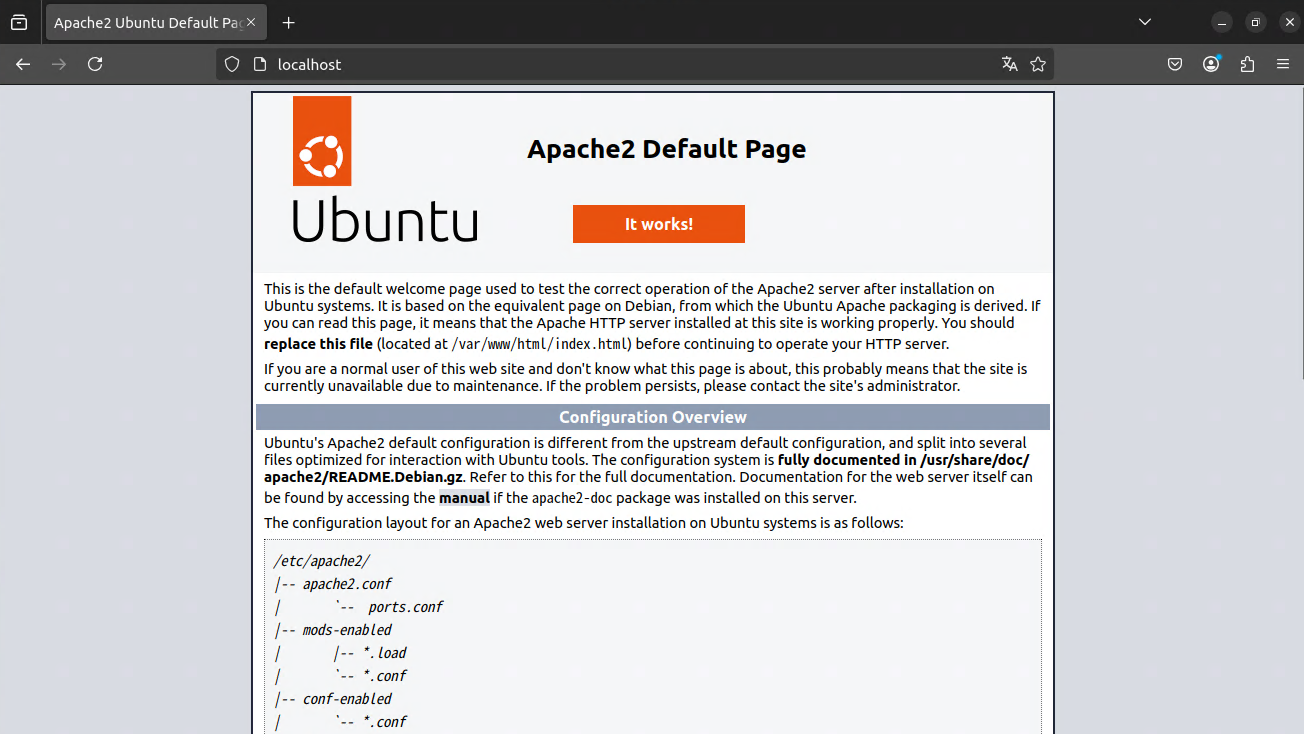 Apache2 Ubuntu Default Pag
localhost
Ubuntu
Apache2 Default Page
It works!
This is the default welcome page used to test the correct operation of the Apache2 server after installation on
Ubuntu systems. It is based on the equivalent page on Debian, from which the Ubuntu Apache packaging is derived. If
you can read this page, it means that the Apache HTTP server installed at this site is working properly. You should
replace this file (located at /var/www/html/index.html) before continuing to operate your HTTP server.
If you are a normal user of this web site and don't know what this page is about, this probably means that the site is
currently unavailable due to maintenance. If the problem persists, please contact the site's administrator.
Configuration Overview
Ubuntu's Apache2 default configuration is different from the upstream default configuration, and split into several
files optimized for interaction with Ubuntu tools. The configuration system is fully documented in /usr/share/doc/
apache2/README.Debian.gz. Refer to this for the full documentation. Documentation for the web server itself can
be found by accessing the manual if the apache2-doc package was installed on this server.
The configuration layout for an Apache2 web server installation on Ubuntu systems is as follows:
/etc/apache2/
|-- apache2.conf
|       `--  ports.conf
|-- mods-enabled
|       |-- *.load
|       `-- *.conf
|-- conf-enabled
|       `-- *.conf